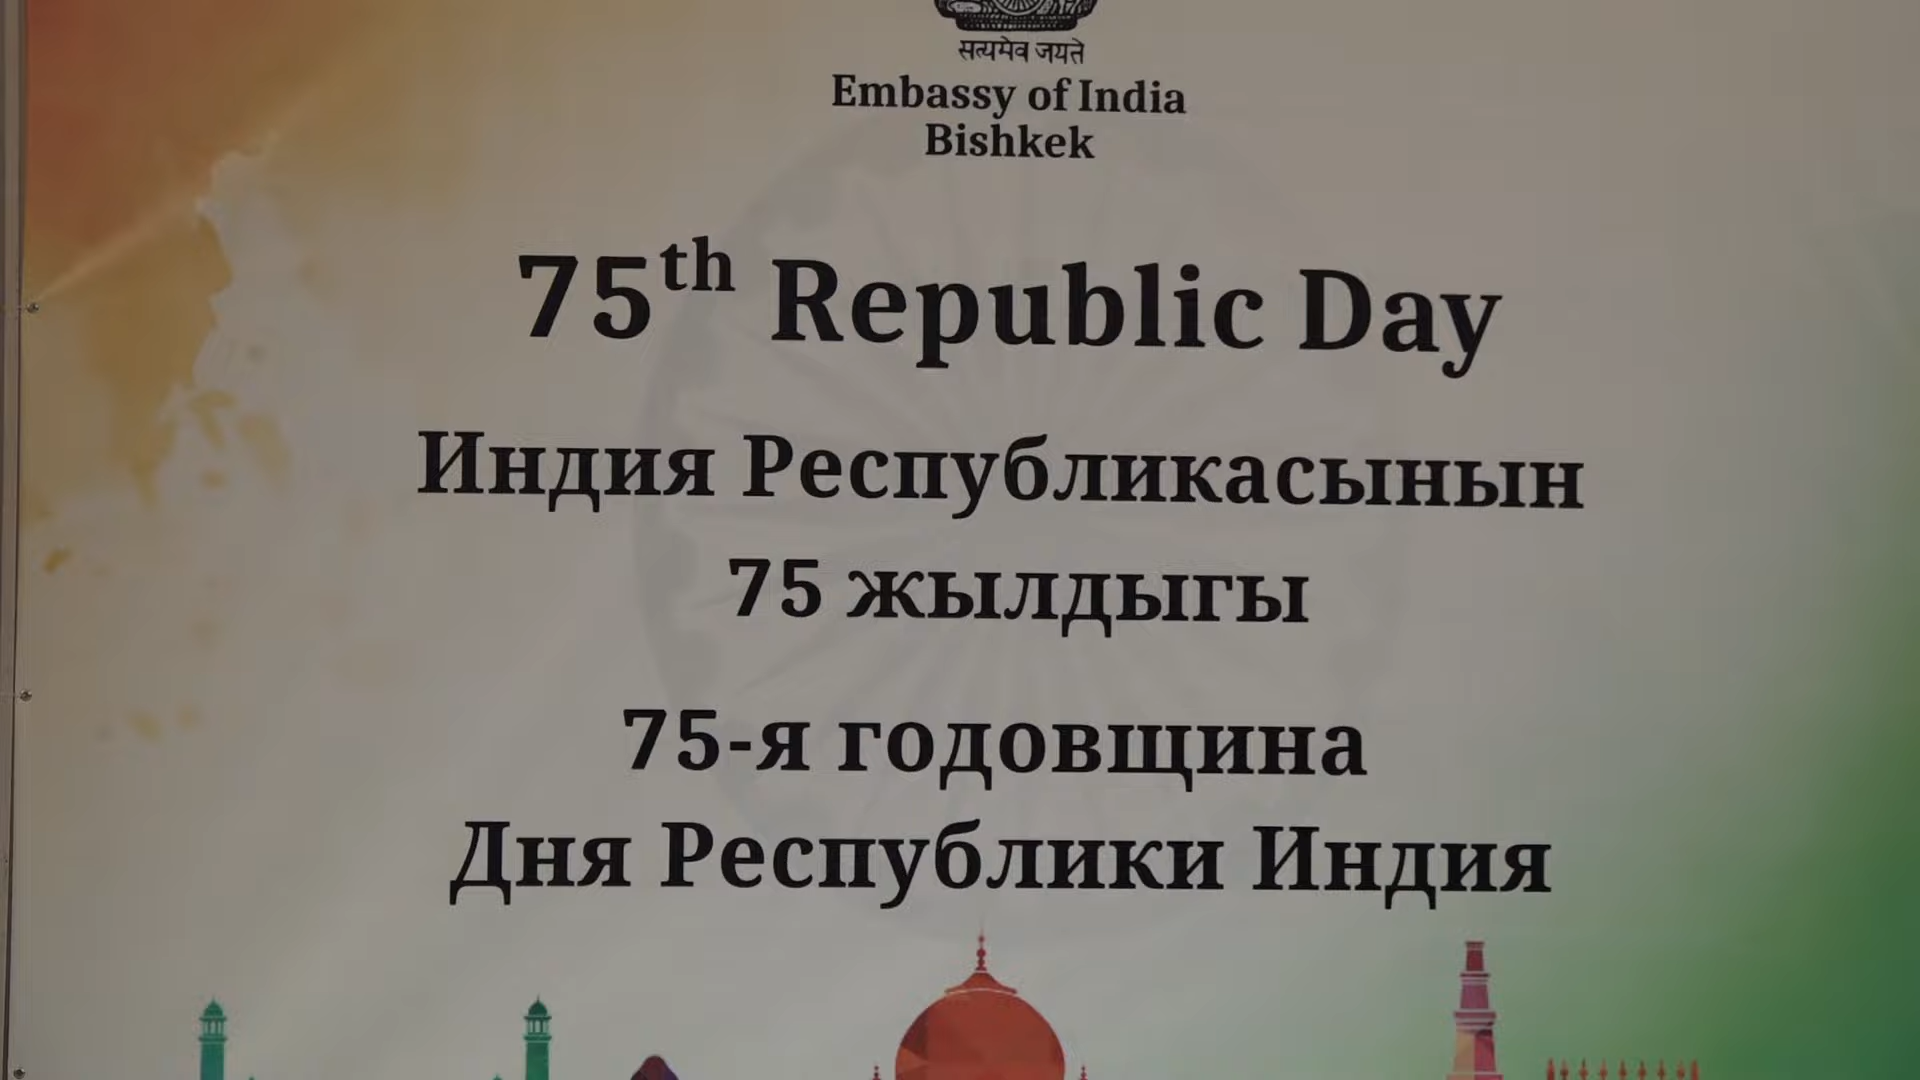 सत्यमेव जयते
Embassy of India
Bishkek
75th Republic Day
Индия Республикасынын
75 жылдыгы
75-я годовщина
Дня Республики Индия